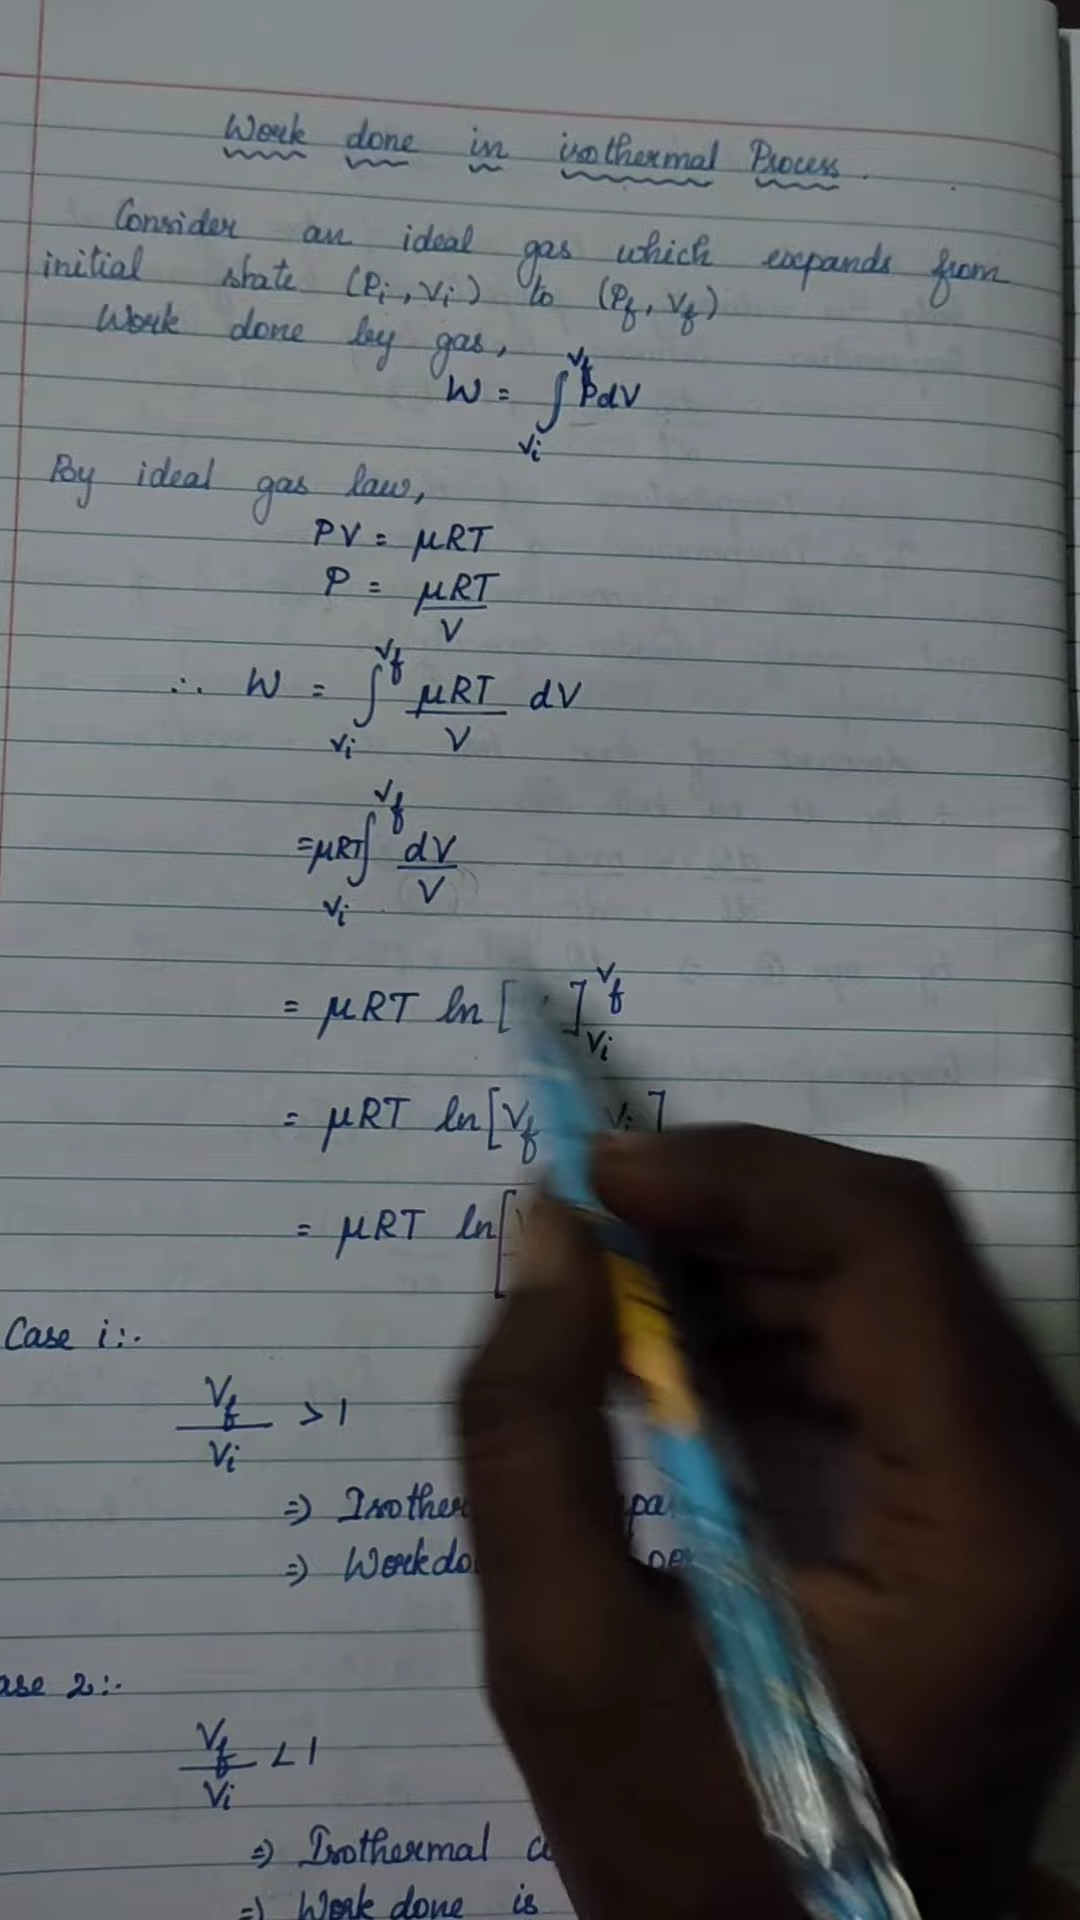 Work done in isothermal Process.
Consider an ideal gas which expands from
initial state (Pi, Vi) to (Pf, Vf)
Work done by gas,
W = ∫ᵥᵢ^Vf PdV
By ideal gas law,
PV = μRT
P = μRT/V
∴ W = ∫ᵥᵢ^Vf μRT/V dV
= μRT ∫ᵥᵢ^Vf dV/V
= μRT ln [ ]ᵥᵢ^Vf
= μRT ln [Vf Vi]
= μRT ln [
Case i:-
Vf/Vi > 1
⇒ 
⇒ 
2:-
Vf/Vi < 1
⇒ Isothermal
⇒ Work done is